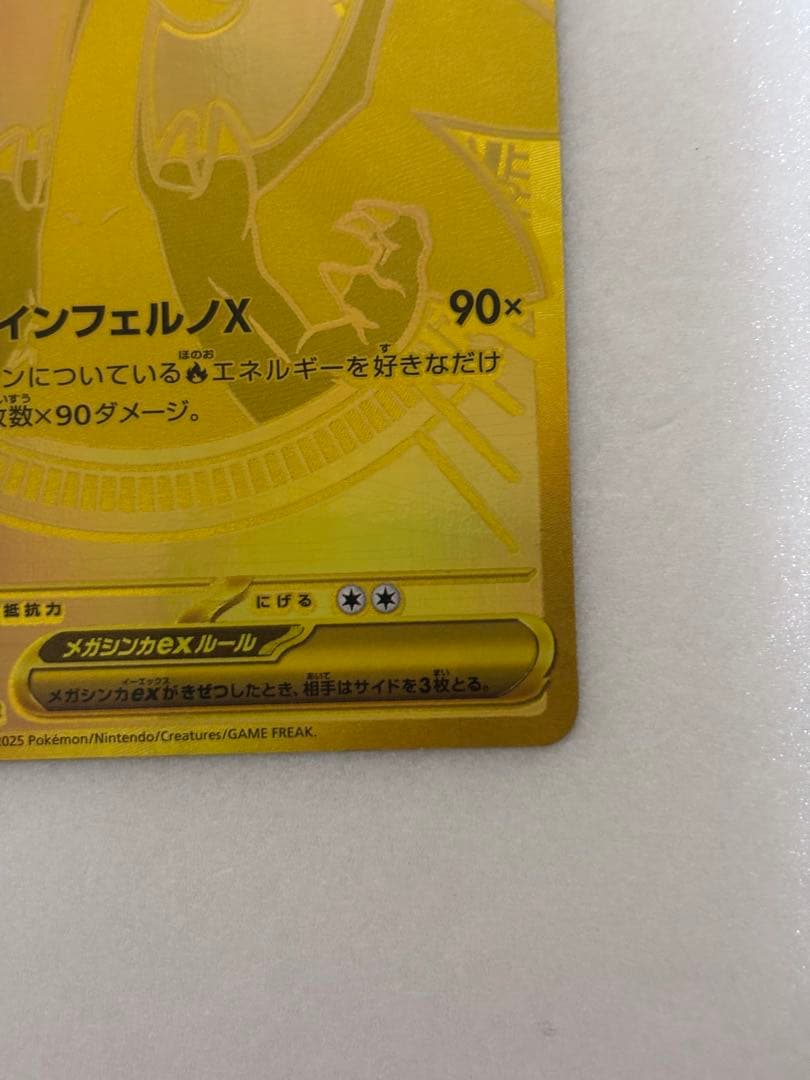 インフェルノX 90×
ンについている エネルギーを好きなだけ
枚数×90ダメージ。
抵抗力 にげる
メガシンカexルール
メガシンカexがきぜつしたとき、相手はサイドを3枚とる。
2025 Pokémon/Nintendo/Creatures/GAME FREAK.